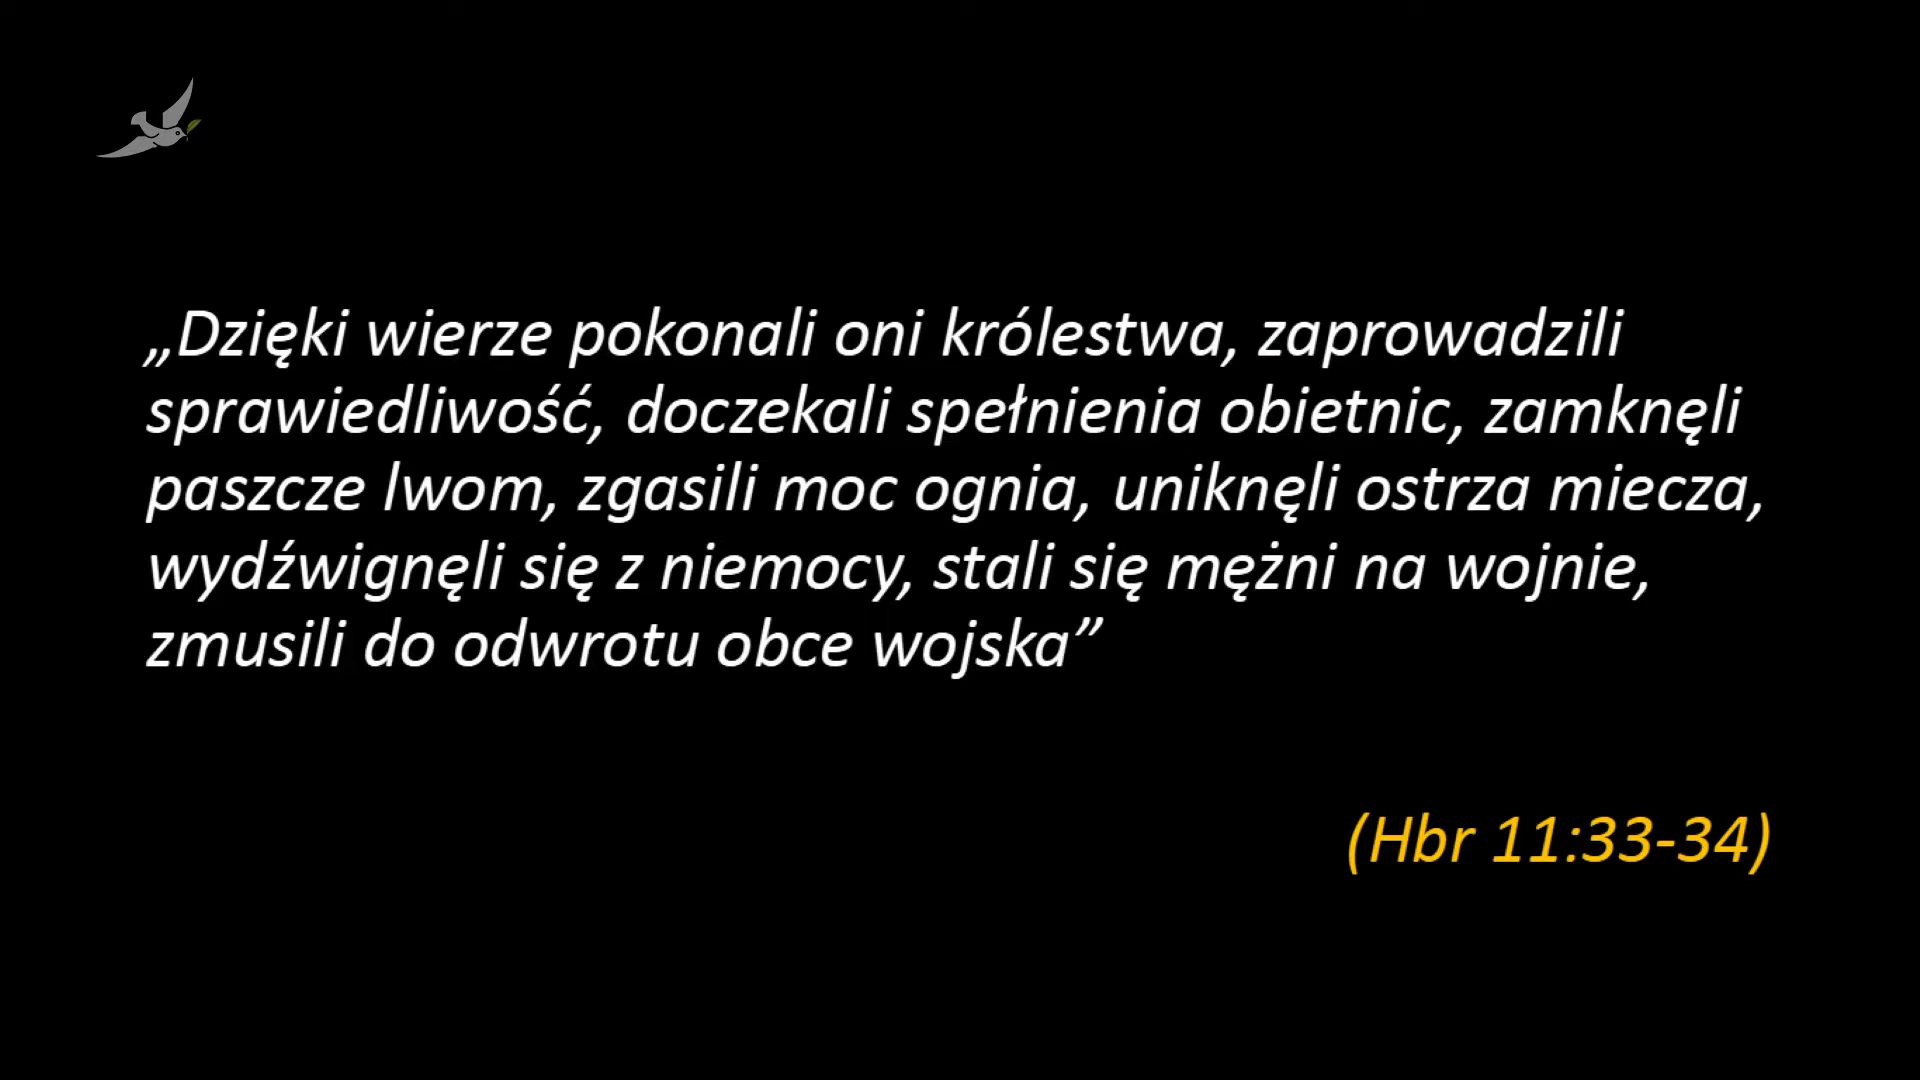 „Dzięki wierze pokonali oni królestwa, zaprowadzili
sprawiedliwość, doczekali spełnienia obietnic, zamknęli
paszcze lwom, zgasili moc ognia, uniknęli ostrza miecza,
wydźwignęli się z niemocy, stali się mężni na wojnie,
zmusili do odwrotu obce wojska”
(Hbr 11:33-34)